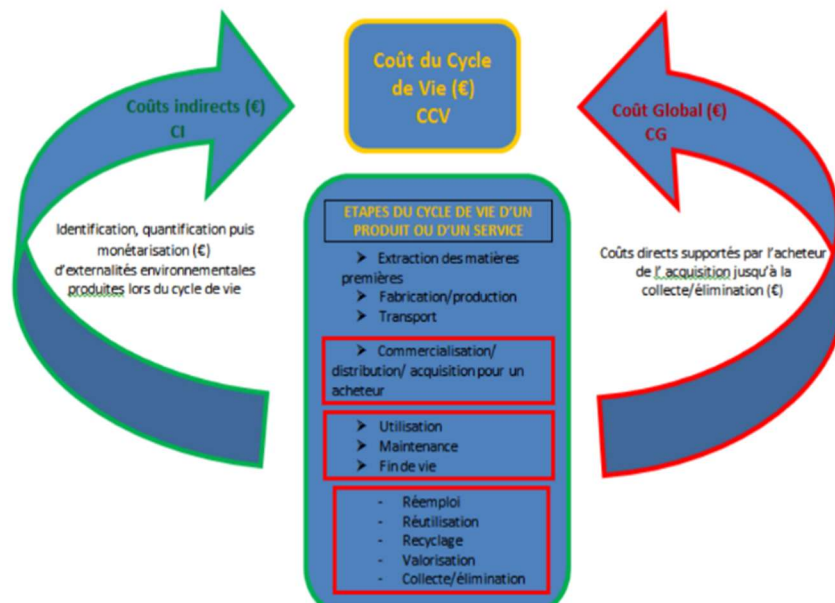 Coût du Cycle
de Vie (€)
CCV
Coûts indirects (€)
CI
Coût Global (€)
CG
Identification, quantification puis
monétarisation (€)
d'externalités environnementales
produites lors du cycle de vie
ETAPES DU CYCLE DE VIE D'UN
PRODUIT OU D'UN SERVICE
➤ Extraction des matières
premières
➤ Fabrication/production
➤ Transport
➤ Commercialisation/
distribution/ acquisition pour un
acheteur
➤ Utilisation
➤ Maintenance
➤ Fin de vie
- Réemploi
- Réutilisation
- Recyclage
- Valorisation
- Collecte/élimination
Coûts directs supportés par l'acheteur
de l' acquisition jusqu'à la
collecte/élimination (€)